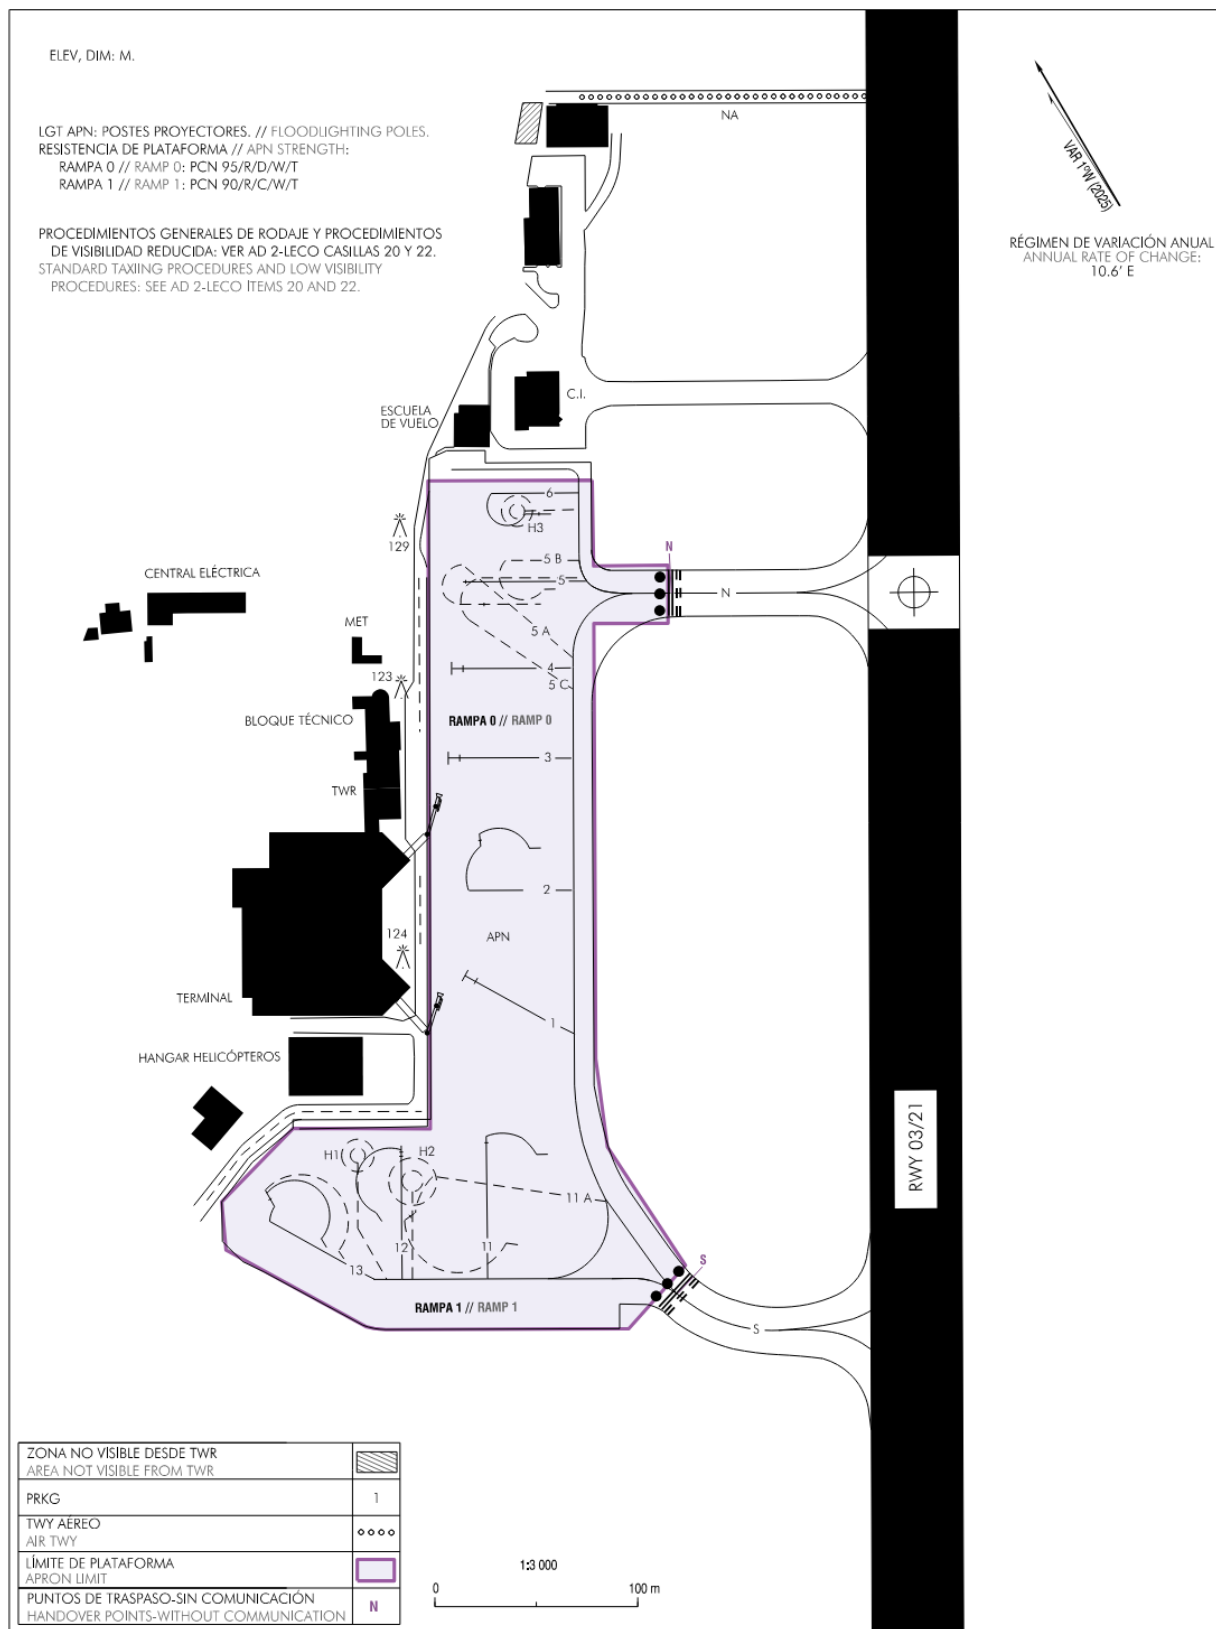 ELEV, DIM: M.
LGT APN: POSTES PROYECTORES. // FLOODLIGHTING POLES.
RESISTENCIA DE PLATAFORMA // APN STRENGTH:
RAMPA 0 // RAMP 0: PCN 95/R/D/W/T
RAMPA 1 // RAMP 1: PCN 90/R/C/W/T
PROCEDIMIENTOS GENERALES DE RODAJE Y PROCEDIMIENTOS
DE VISIBILIDAD REDUCIDA: VER AD 2-LECO CASILLAS 20 Y 22.
STANDARD TAXIING PROCEDURES AND LOW VISIBILITY
PROCEDURES: SEE AD 2-LECO ITEMS 20 AND 22.
NA
VAR 1ºW (2025)
RÉGIMEN DE VARIACIÓN ANUAL
ANNUAL RATE OF CHANGE:
10.6' E
C.I.
ESCUELA
DE VUELO
6
H3
129
N
5 B
5
CENTRAL ELÉCTRICA
N
MET
5 A
4
123
5 C
BLOQUE TÉCNICO
RAMPA 0 // RAMP 0
3
TWR
2
124
APN
TERMINAL
1
HANGAR HELICÓPTEROS
RWY 03/21
H1
H2
11 A
12
11
13
S
RAMPA 1 // RAMP 1
S
ZONA NO VISIBLE DESDE TWR
AREA NOT VISIBLE FROM TWR
PRKG
1
TWY AÉREO
AIR TWY
LÍMITE DE PLATAFORMA
APRON LIMIT
PUNTOS DE TRASPASO-SIN COMUNICACIÓN
HANDOVER POINTS-WITHOUT COMMUNICATION
N
1:3 000
0
100 m